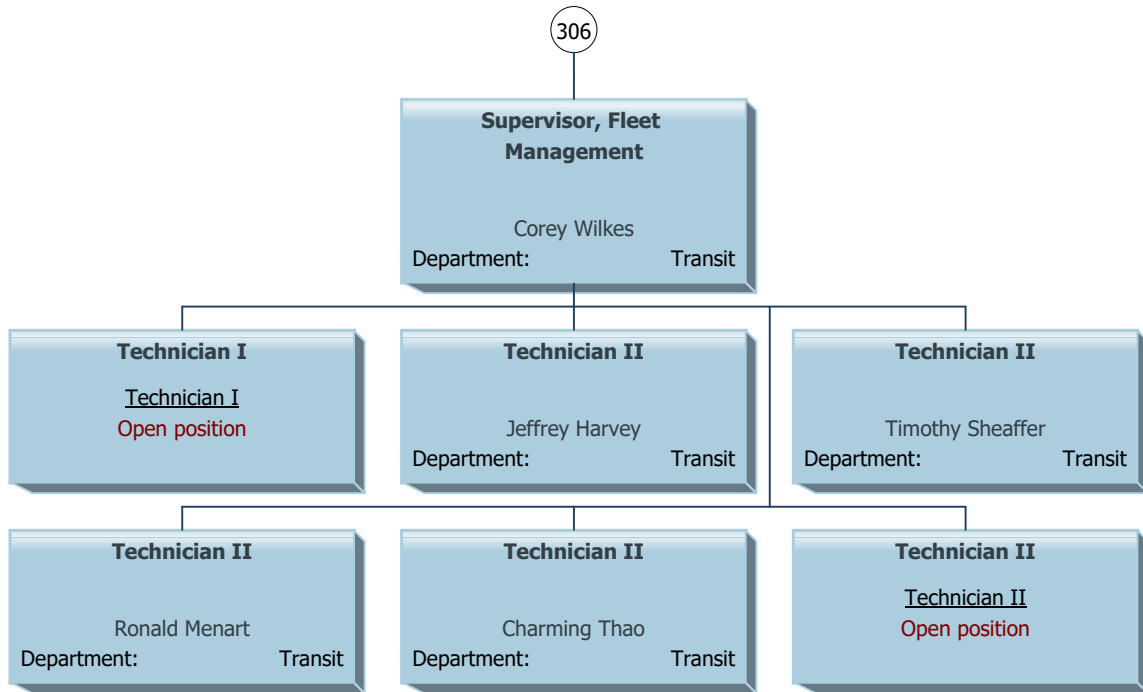 306
Supervisor, Fleet
Management
Corey Wilkes
Department: Transit
Technician I
Technician I
Open position
Technician II
Jeffrey Harvey
Department: Transit
Technician II
Timothy Sheaffer
Department: Transit
Technician II
Ronald Menart
Department: Transit
Technician II
Charming Thao
Department: Transit
Technician II
Technician II
Open position